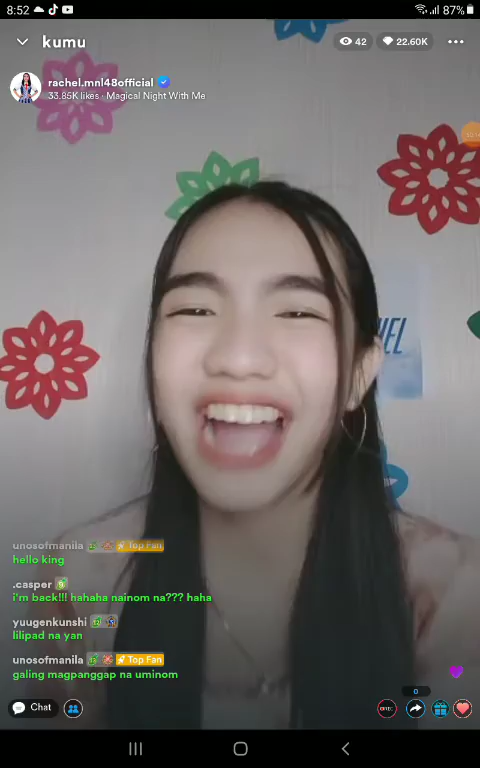 8:52
87%
kumu
42
22.60K
rachel.mnl48official
33.85K likes · Magical Night With Me
HEL
unosofmanila Top Fan
hello king
.casper
i'm back!!! hahaha nainom na??? haha
yuugenkunshi
lilipad na yan
unosofmanila Top Fan
galing magpanggap na uminom
0
Chat